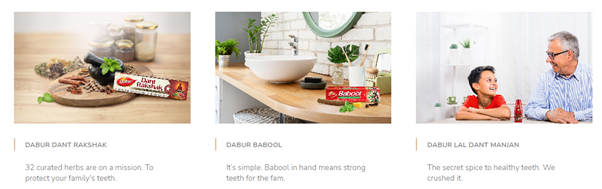 Dabur
Dant
Rakshak
Babool
DABUR DANT RAKSHAK
DABUR BABOOL
DABUR LAL DANT MANJAN
32 curated herbs are on a mission. To
protect your family's teeth.
It's simple. Babool in hand means strong
teeth for the fam.
The secret spice to healthy teeth. We
crushed it.